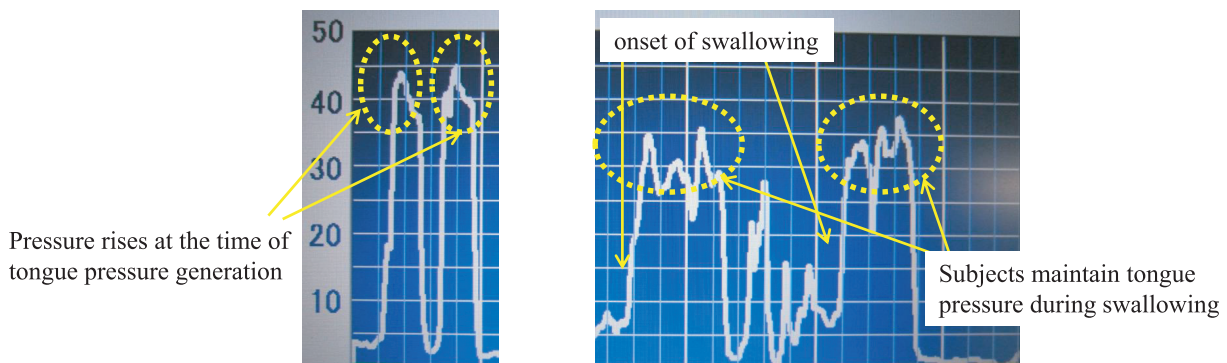 50
40
30
20
10
Pressure rises at the time of
tongue pressure generation
onset of swallowing
Subjects maintain tongue
pressure during swallowing